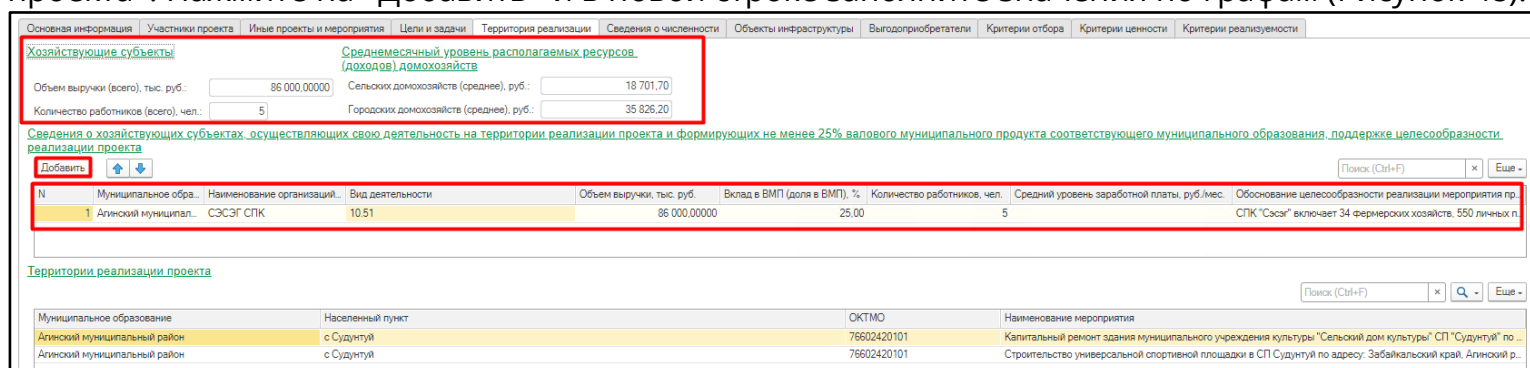 проекта". Нажмите на "Добавить" и в новой строке заполните значения по графам (Рисунок 45).
Основная информация Участники проекта Иные проекты и мероприятия Цели и задачи Территория реализации Сведения о численности Объекты инфраструктуры Выгодоприобретатели Критерии отбора Критерии ценности Критерии реализуемости
Хозяйствующие субъекты Среднемесячный уровень располагаемых ресурсов
(доходов) домохозяйств
Объем выручки (всего), тыс. руб.: 86 000,00000 Сельских домохозяйств (среднее), руб.: 18 701,70
Количество работников (всего), чел.: 5 Городских домохозяйств (среднее), руб.: 35 826,20
Сведения о хозяйствующих субъектах, осуществляющих свою деятельность на территории реализации проекта и формирующих не менее 25% валового муниципального продукта соответствующего муниципального образования, поддержке целесообразности
реализации проекта
Добавить Поиск (Ctrl+F) × Еще
N Муниципальное обра... Наименование организаций... Вид деятельности Объем выручки, тыс. руб. Вклад в ВМП (доля в ВМП), % Количество работников, чел. Средний уровень заработной платы, руб./мес. Обоснование целесообразности реализации мероприятия пр...
1 Агинский муниципал... СЭСЭГ СПК 10.51 86 000,00000 25,00 5 СПК "Сэсэг" включает 34 фермерских хозяйств, 550 личных п...
Территории реализации проекта
Поиск (Ctrl+F) × Еще
Муниципальное образование Населенный пункт ОКТМО Наименование мероприятия
Агинский муниципальный район с Судунтуй 76602420101 Капитальный ремонт здания муниципального учреждения культуры "Сельский дом культуры" СП "Судунтуй" по ...
Агинский муниципальный район с Судунтуй 76602420101 Строительство универсальной спортивной площадки в СП Судунтуй по адресу: Забайкальский край, Агинский р...